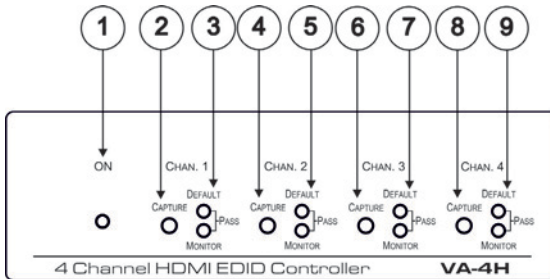 1 2 3 4 5 6 7 8 9
ON CHAN. 1 CHAN. 2 CHAN. 3 CHAN. 4
DEFAULT DEFAULT DEFAULT DEFAULT
CAPTURE CAPTURE CAPTURE CAPTURE
PASS PASS PASS PASS
MONITOR MONITOR MONITOR MONITOR
4 Channel HDMI EDID Controller VA-4H